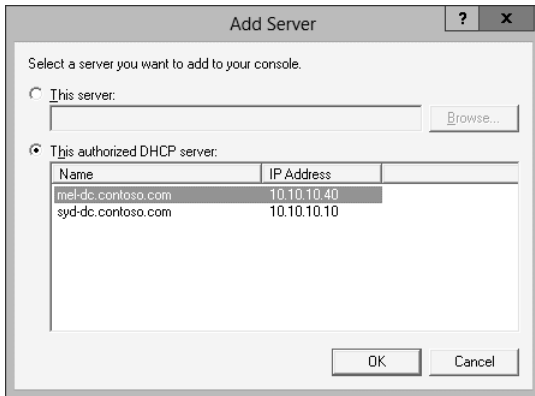 Add Server
? x
Select a server you want to add to your console.
This server:
Browse...
This authorized DHCP server:
Name IP Address
mel-dc.contoso.com 10.10.10.40
syd-dc.contoso.com 10.10.10.10
OK Cancel